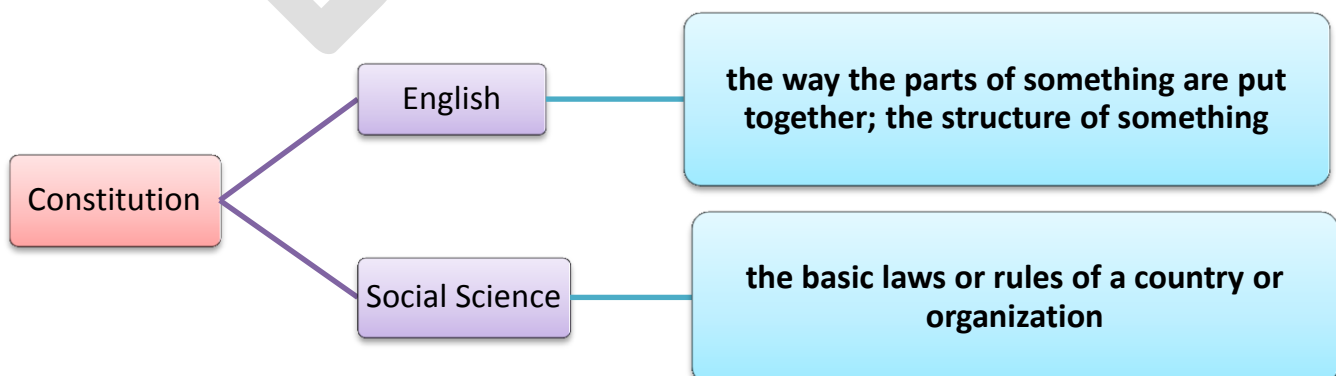 Constitution
English
the way the parts of something are put
together; the structure of something
Social Science
the basic laws or rules of a country or
organization